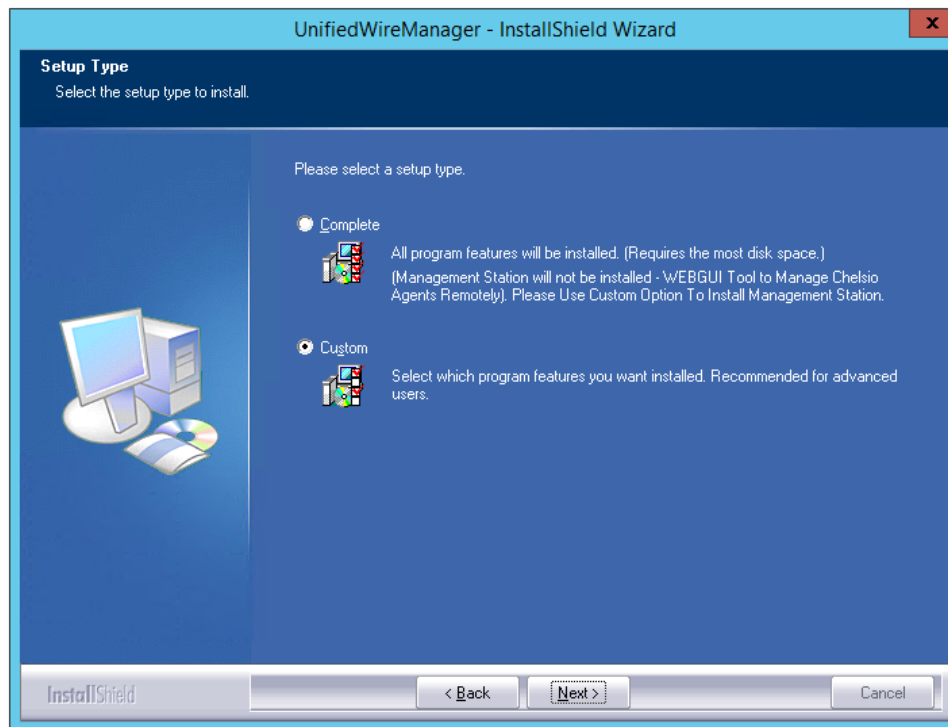 UnifiedWireManager - InstallShield Wizard
x
Setup Type
Select the setup type to install.
Please select a setup type.
Complete
All program features will be installed. (Requires the most disk space.)
(Management Station will not be installed - WEBGUI Tool to Manage Chelsio
Agents Remotely). Please Use Custom Option To Install Management Station.
Custom
Select which program features you want installed. Recommended for advanced
users.
InstallShield
< Back
Next >
Cancel